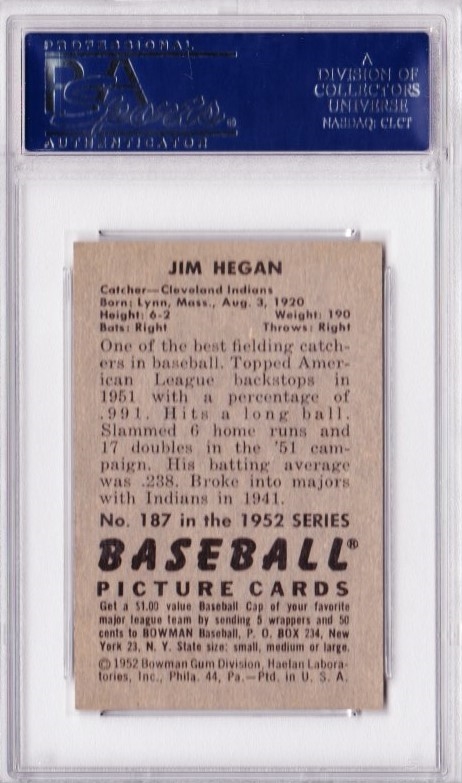 PROFESSIONAL
PSA
Sports
AUTHENTICATOR
A
DIVISION OF
COLLECTORS
UNIVERSE
NASDAQ: CLCT
JIM HEGAN
Catcher—Cleveland Indians
Born: Lynn, Mass., Aug. 3, 1920
Height: 6-2 Weight: 190
Bats: Right Throws: Right
One of the best fielding catch-
ers in baseball. Topped Amer-
ican League backstops in
1951 with a percentage of
.991. Hits a long ball.
Slammed 6 home runs and
17 doubles in the '51 cam-
paign. His batting average
was .238. Broke into majors
with Indians in 1941.
No. 187 in the 1952 SERIES
BASEBALL®
PICTURE CARDS
Get a $1.00 value Baseball Cap of your favorite
major league team by sending 5 wrappers and 50
cents to BOWMAN Baseball, P. O. BOX 234, New
York 23, N. Y. State size: small, medium or large.
© 1952 Bowman Gum Division, Haelan Labora-
tories, Inc., Phila. 44, Pa.—Ptd. in U. S. A.